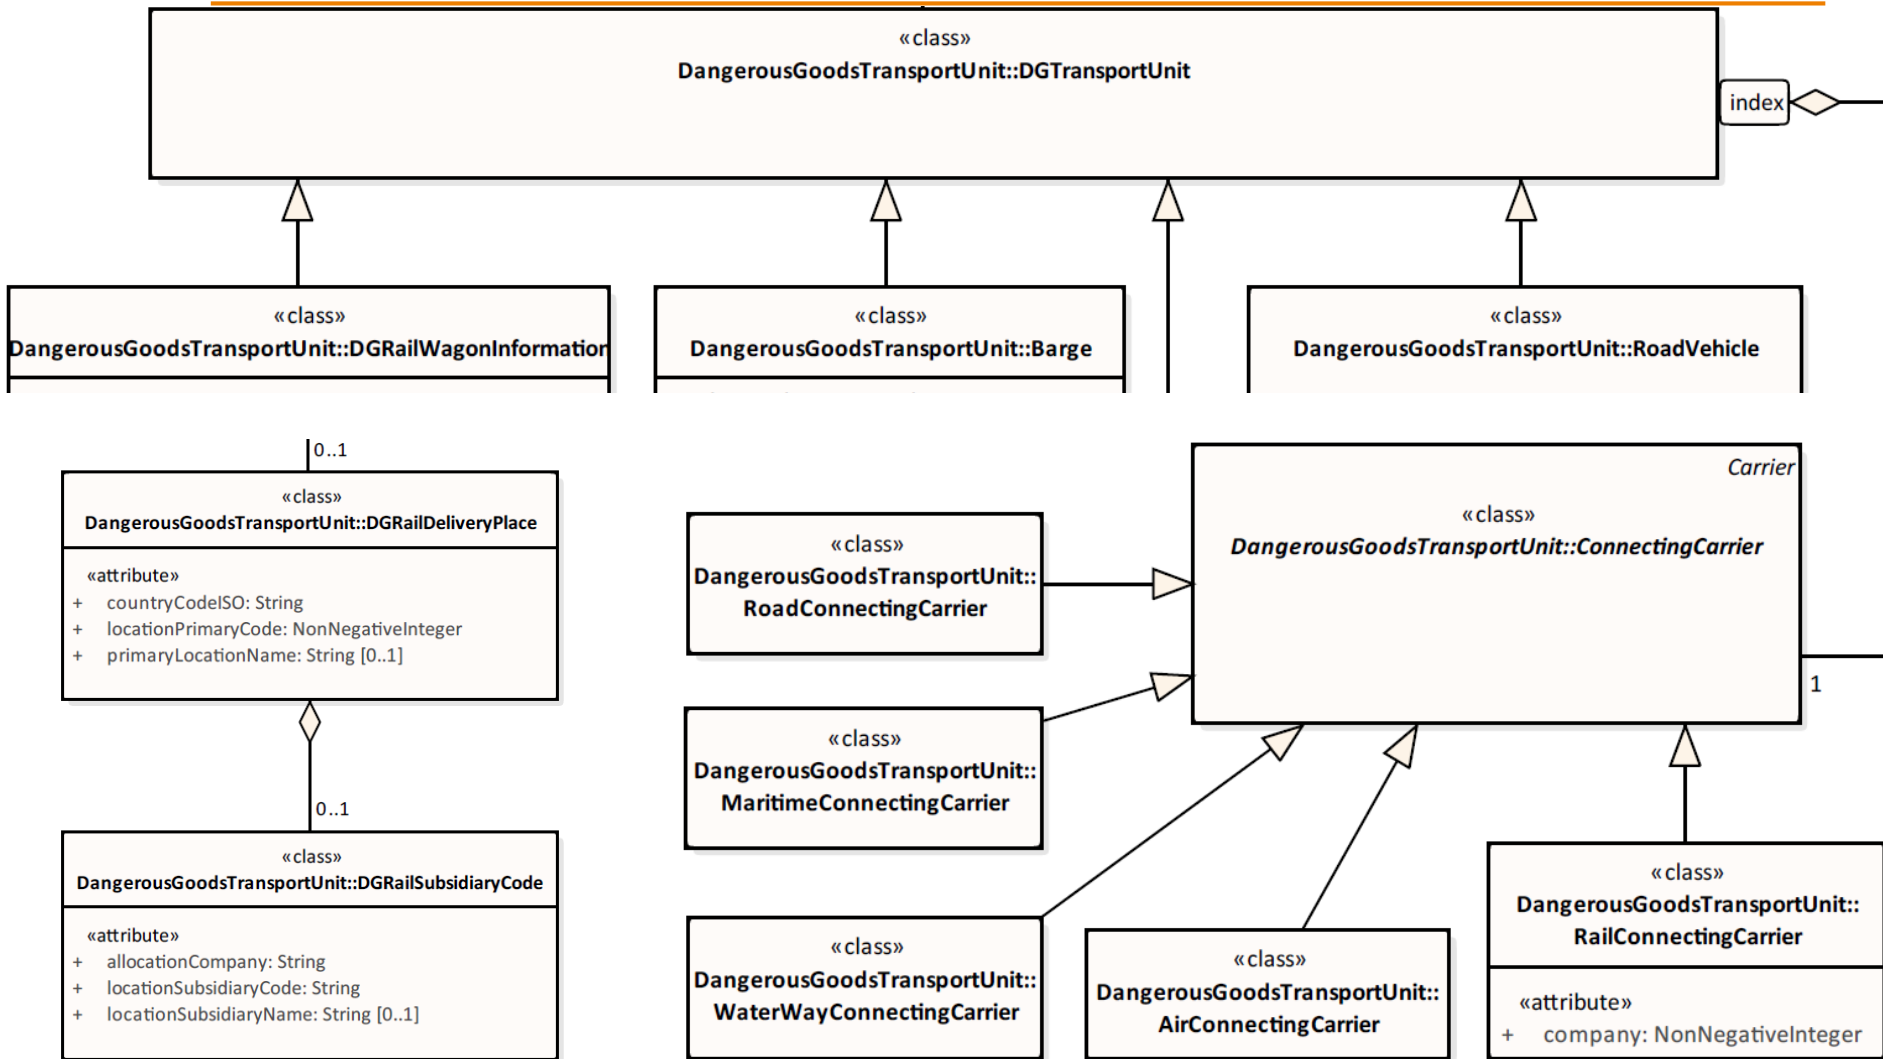 «class»
DangerousGoodsTransportUnit::DGTransportUnit
index
«class»
DangerousGoodsTransportUnit::DGRailWagonInformation
«class»
DangerousGoodsTransportUnit::Barge
«class»
DangerousGoodsTransportUnit::RoadVehicle
0..1
«class»
DangerousGoodsTransportUnit::DGRailDeliveryPlace
«attribute»
+ countryCodeISO: String
+ locationPrimaryCode: NonNegativeInteger
+ primaryLocationName: String [0..1]
0..1
«class»
DangerousGoodsTransportUnit::DGRailSubsidiaryCode
«attribute»
+ allocationCompany: String
+ locationSubsidiaryCode: String
+ locationSubsidiaryName: String [0..1]
Carrier
«class»
DangerousGoodsTransportUnit::ConnectingCarrier
1
«class»
DangerousGoodsTransportUnit::
RoadConnectingCarrier
«class»
DangerousGoodsTransportUnit::
MaritimeConnectingCarrier
«class»
DangerousGoodsTransportUnit::
WaterWayConnectingCarrier
«class»
DangerousGoodsTransportUnit::
AirConnectingCarrier
«class»
DangerousGoodsTransportUnit::
RailConnectingCarrier
«attribute»
+ company: NonNegativeInteger